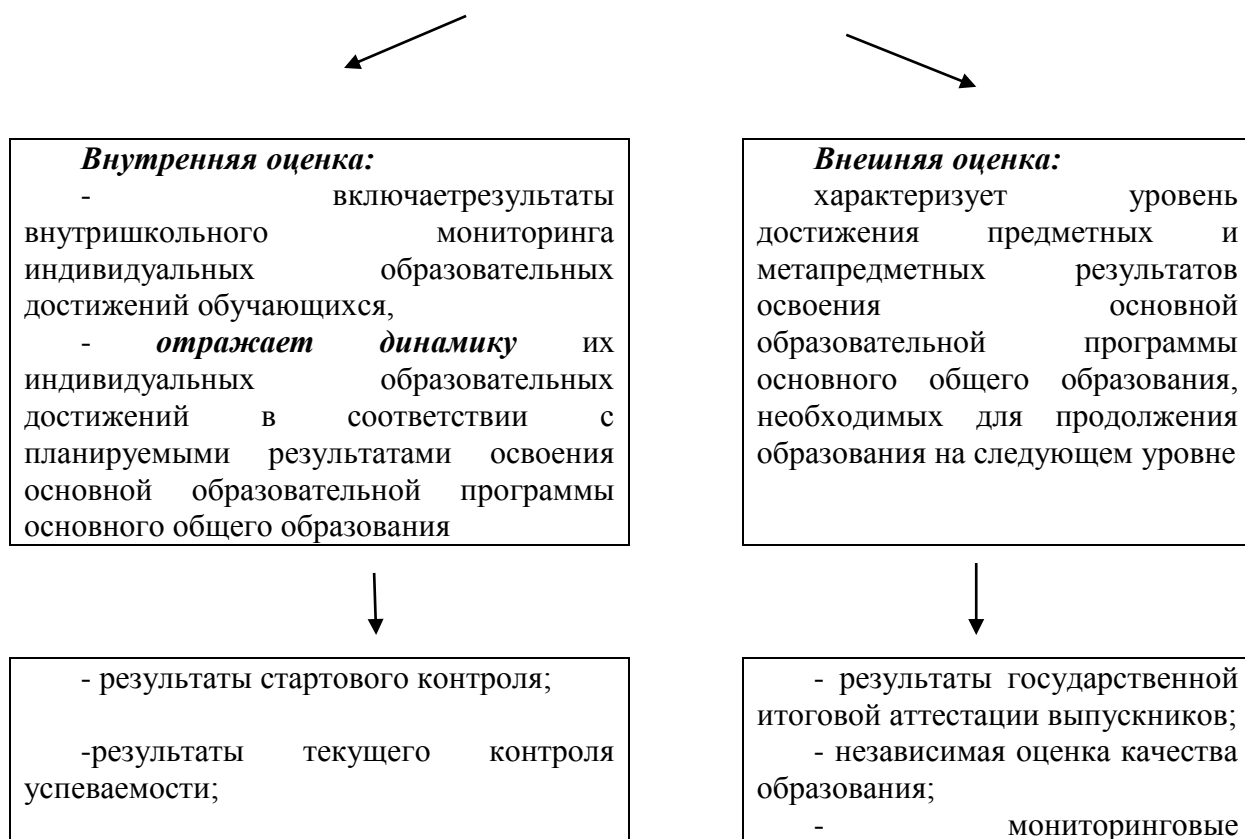 Внутренняя оценка:
- включаетрезультаты
внутришкольного мониторинга
индивидуальных образовательных
достижений обучающихся,
- отражает динамику их
индивидуальных образовательных
достижений в соответствии с
планируемыми результатами освоения
основной образовательной программы
основного общего образования
Внешняя оценка:
характеризует уровень
достижения предметных и
метапредметных результатов
освоения основной
образовательной программы
основного общего образования,
необходимых для продолжения
образования на следующем уровне
- результаты стартового контроля;
-результаты текущего контроля
успеваемости;
- результаты государственной
итоговой аттестации выпускников;
- независимая оценка качества
образования;
- мониторинговые